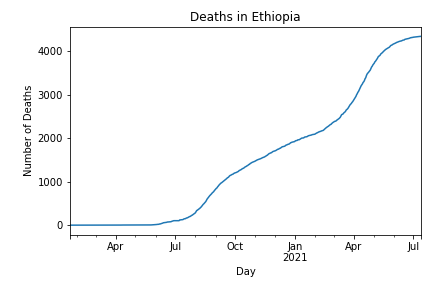 Deaths in Ethiopia
Number of Deaths
4000
3000
2000
1000
0
Apr Jul Oct Jan Apr Jul
2021
Day